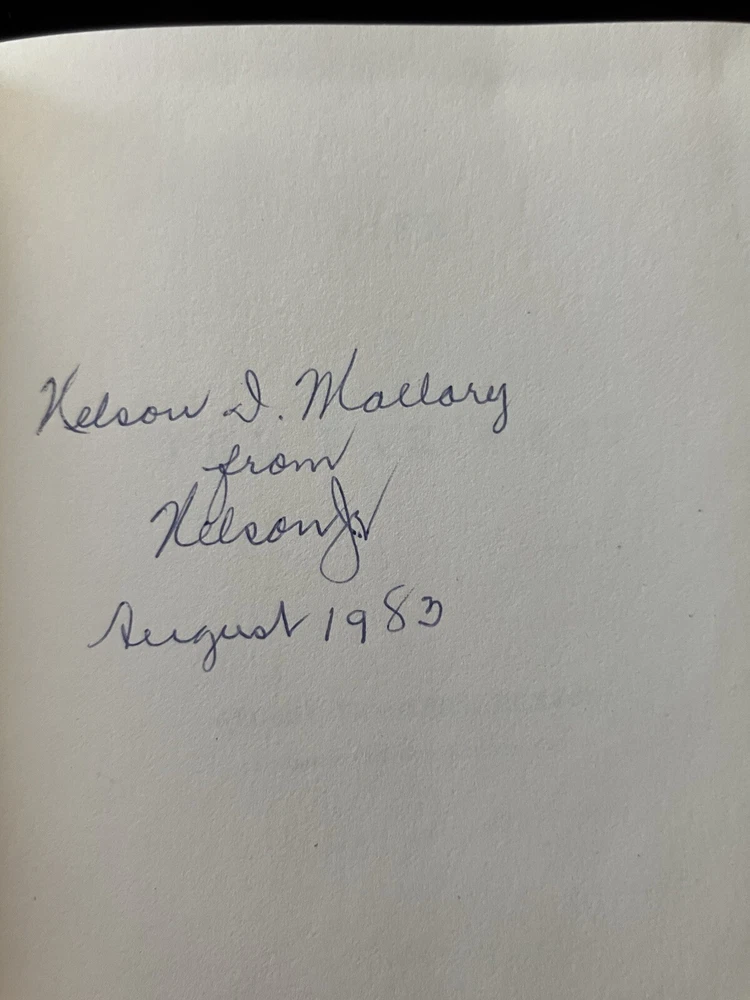 Nelson D. Mallary
from
Nelson Jr.
August 1983